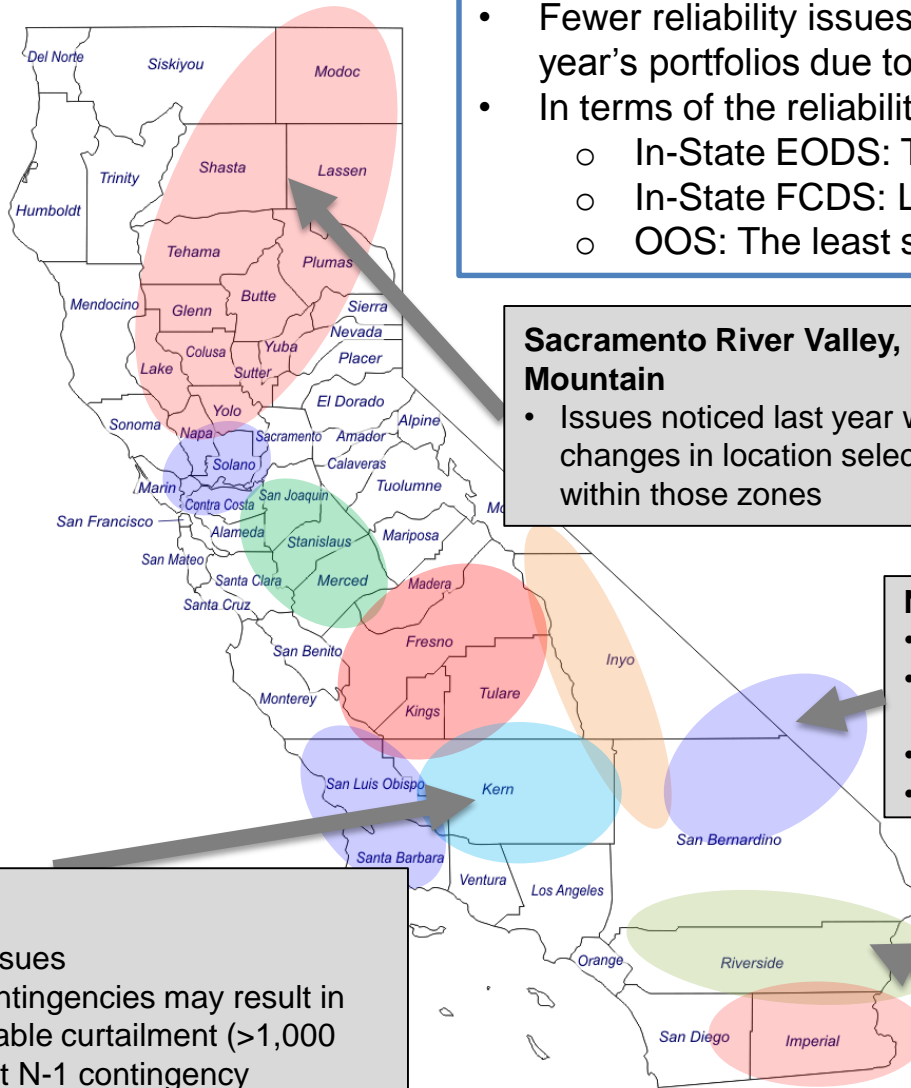 • Fewer reliability issues
year's portfolios due to
• In terms of the reliability
o In-State EODS:
o In-State FCDS:
o OOS: The least
Del Norte
Siskiyou
Modoc
Trinity
Shasta
Lassen
Humboldt
Tehama
Plumas
Mendocino
Glenn
Butte
Sierra
Nevada
Colusa
Yuba
Placer
Lake
Sutter
El Dorado
Yolo
Sonoma
Napa
Sacramento
Amador
Alpine
Solano
Calaveras
Marin
Contra Costa
San Joaquin
Tuolumne
San Francisco
Alameda
Stanislaus
Mariposa
San Mateo
Santa Clara
Merced
Madera
Santa Cruz
San Benito
Fresno
Inyo
Monterey
Kings
Tulare
San Luis Obispo
Kern
San Bernardino
Santa Barbara
Ventura
Los Angeles
Orange
Riverside
San Diego
Imperial
Sacramento River Valley,
Mountain
• Issues noticed last year
changes in location
within those zones
•
•
•
•
ntingencies may result in
able curtailment (>1,000
t N-1 contingency